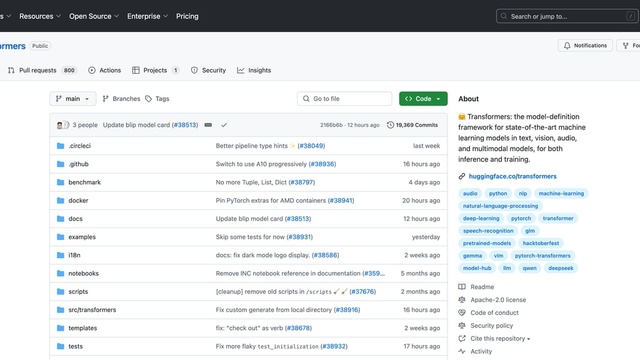 s Resources Open Source Enterprise Pricing Search or jump to... /
formers Public Notifications For
Pull requests 800 Actions Projects 1 Security Insights
main Branches Tags Go to file Code
3 people Update blip model card (#38513) 2166b6b · 12 hours ago 19,369 Commits
.circleci Better pipeline type hints ✨ (#38049) last week
.github Switch to use A10 progressively (#38936) 16 hours ago
benchmark No more Tuple, List, Dict (#38797) 4 days ago
docker Pin PyTorch extras for AMD containers (#38941) 20 hours ago
docs Update blip model card (#38513) 12 hours ago
examples Skip some tests for now (#38931) yesterday
i18n docs: fix dark mode logo display. (#38586) 2 weeks ago
notebooks Remove INC notebook reference in documentation (#359... 5 months ago
scripts [cleanup] remove old scripts in /scripts 🧹 🧹 (#37676) 2 months ago
src/transformers Fix custom generate from local directory (#38916) 16 hours ago
templates fix: "check out" as verb (#38678) 2 weeks ago
tests Fix more flaky test_initialization (#38932) 17 hours ago
About
🤗 Transformers: the model-definition
framework for state-of-the-art machine
learning models in text, vision, audio,
and multimodal models, for both
inference and training.
huggingface.co/transformers
audio python nlp machine-learning
natural-language-processing
deep-learning pytorch transformer
speech-recognition glm
pretrained-models hacktoberfest
gemma vlm pytorch-transformers
model-hub llm qwen deepseek
Readme
Apache-2.0 license
Code of conduct
Security policy
Cite this repository
Activity